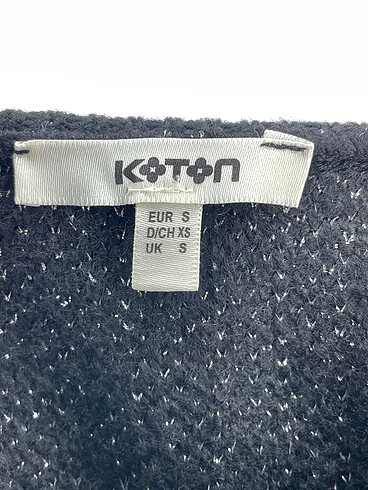 KOTON
EUR S
D/CH XS
UK S